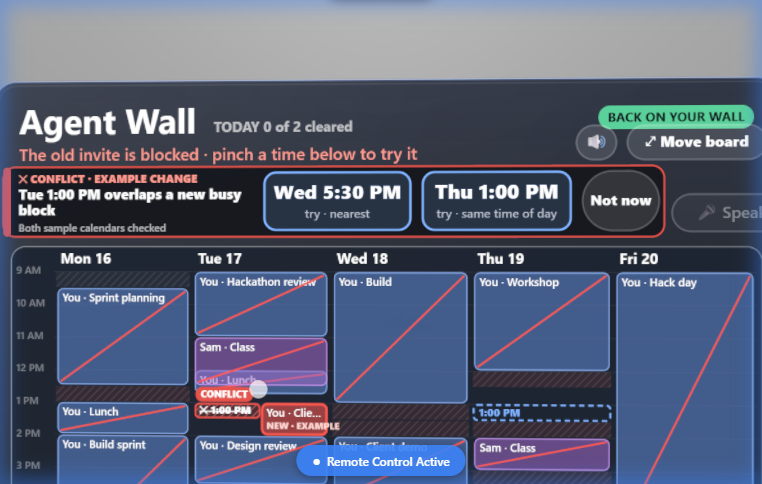 Agent Wall
TODAY 0 of 2 cleared
BACK ON YOUR WALL
Move board
The old invite is blocked · pinch a time below to try it
CONFLICT · EXAMPLE CHANGE
Tue 1:00 PM overlaps a new busy
block
Both sample calendars checked
Wed 5:30 PM
try · nearest
Thu 1:00 PM
try · same time of day
Not now
Mon 16
Tue 17
Wed 18
Thu 19
Fri 20
9 AM
10 AM
11 AM
12 PM
1 PM
2 PM
3 PM
You · Sprint planning
You · Lunch
You · Build sprint
You · Hackathon review
Sam · Class
You · Lunch
CONFLICT
1:00 PM
You · Clie...
NEW · EXAMPLE
You · Design review
You · Build
You · Client demo
You · Workshop
1:00 PM
Sam · Class
You · Hack day
Remote Control Active